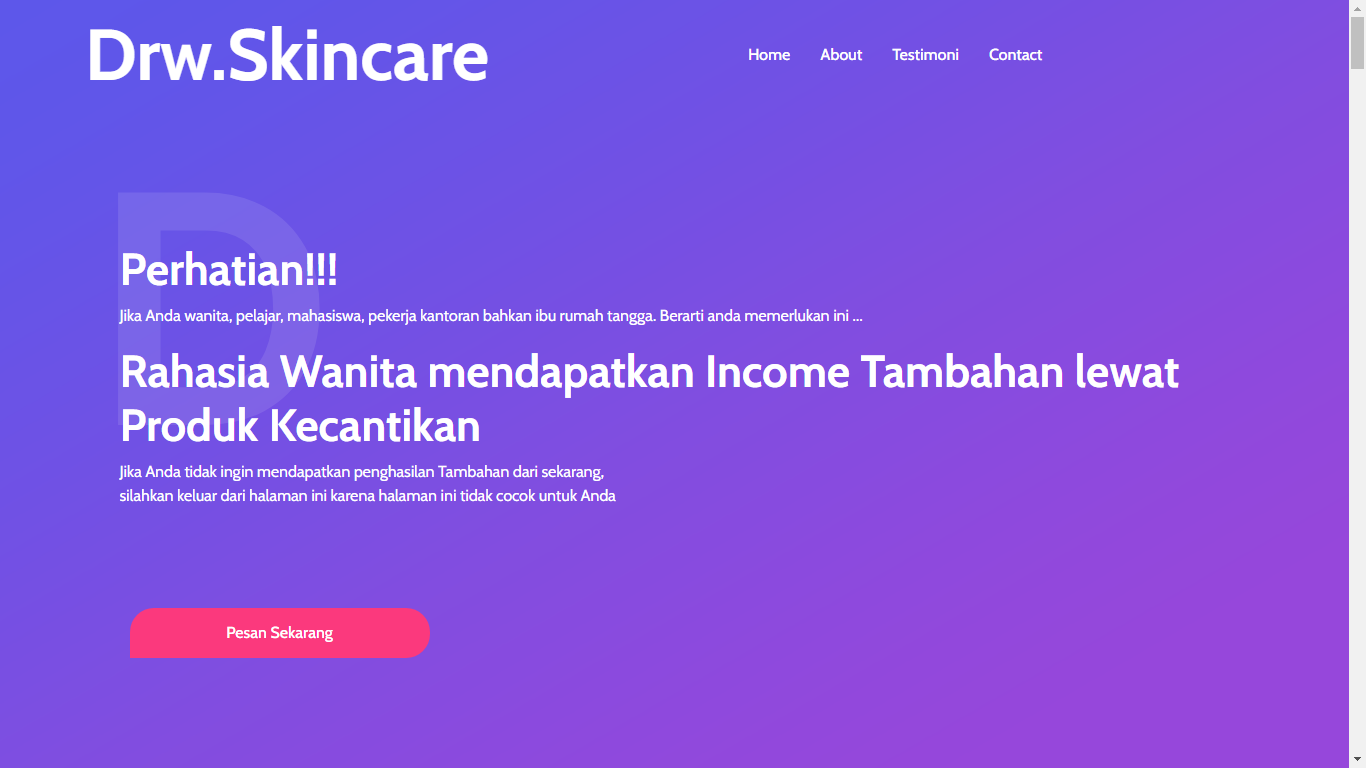 Drw.Skincare
Home About Testimoni Contact
D
Perhatian!!!
Jika Anda wanita, pelajar, mahasiswa, pekerja kantoran bahkan ibu rumah tangga. Berarti anda memerlukan ini ...
Rahasia Wanita mendapatkan Income Tambahan lewat
Produk Kecantikan
Jika Anda tidak ingin mendapatkan penghasilan Tambahan dari sekarang,
silahkan keluar dari halaman ini karena halaman ini tidak cocok untuk Anda
Pesan Sekarang